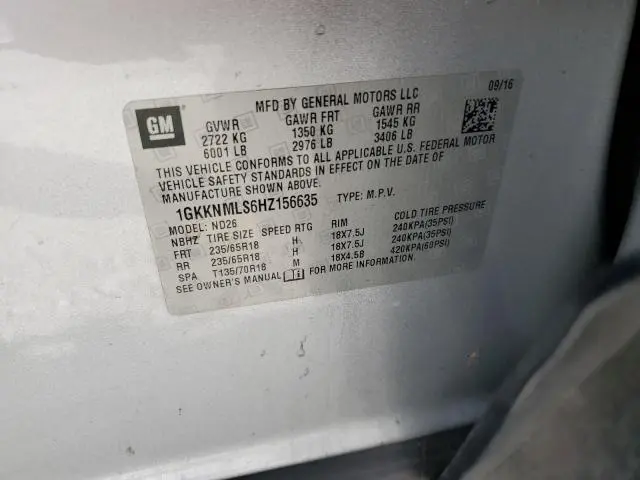 GM
MFD BY GENERAL MOTORS LLC 09/16
GVWR GAWR FRT GAWR RR
2722 KG 1350 KG 1545 KG
6001 LB 2976 LB 3406 LB
THIS VEHICLE CONFORMS TO ALL APPLICABLE U.S. FEDERAL MOTOR
VEHICLE SAFETY STANDARDS IN EFFECT ON THE DATE OF
MANUFACTURE SHOWN ABOVE.
1GKKNMLS6HZ156635 TYPE: M.P.V.
MODEL: ND26
NBHZ TIRE SIZE SPEED RTG RIM COLD TIRE PRESSURE
FRT 235/65R18 H 18X7.5J 240KPA(35PSI)
RR 235/65R18 H 18X7.5J 240KPA(35PSI)
SPA T135/70R18 M 18X4.5B 420KPA(60PSI)
SEE OWNER'S MANUAL FOR MORE INFORMATION.